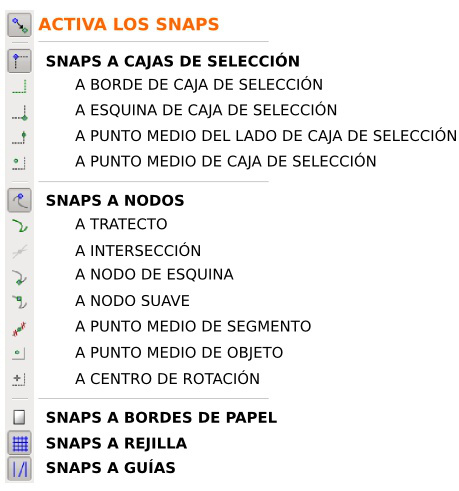 ACTIVA LOS SNAPS
SNAPS A CAJAS DE SELECCIÓN
A BORDE DE CAJA DE SELECCIÓN
A ESQUINA DE CAJA DE SELECCIÓN
A PUNTO MEDIO DEL LADO DE CAJA DE SELECCIÓN
A PUNTO MEDIO DE CAJA DE SELECCIÓN
SNAPS A NODOS
A TRATECTO
A INTERSECCIÓN
A NODO DE ESQUINA
A NODO SUAVE
A PUNTO MEDIO DE SEGMENTO
A PUNTO MEDIO DE OBJETO
A CENTRO DE ROTACIÓN
SNAPS A BORDES DE PAPEL
SNAPS A REJILLA
SNAPS A GUÍAS